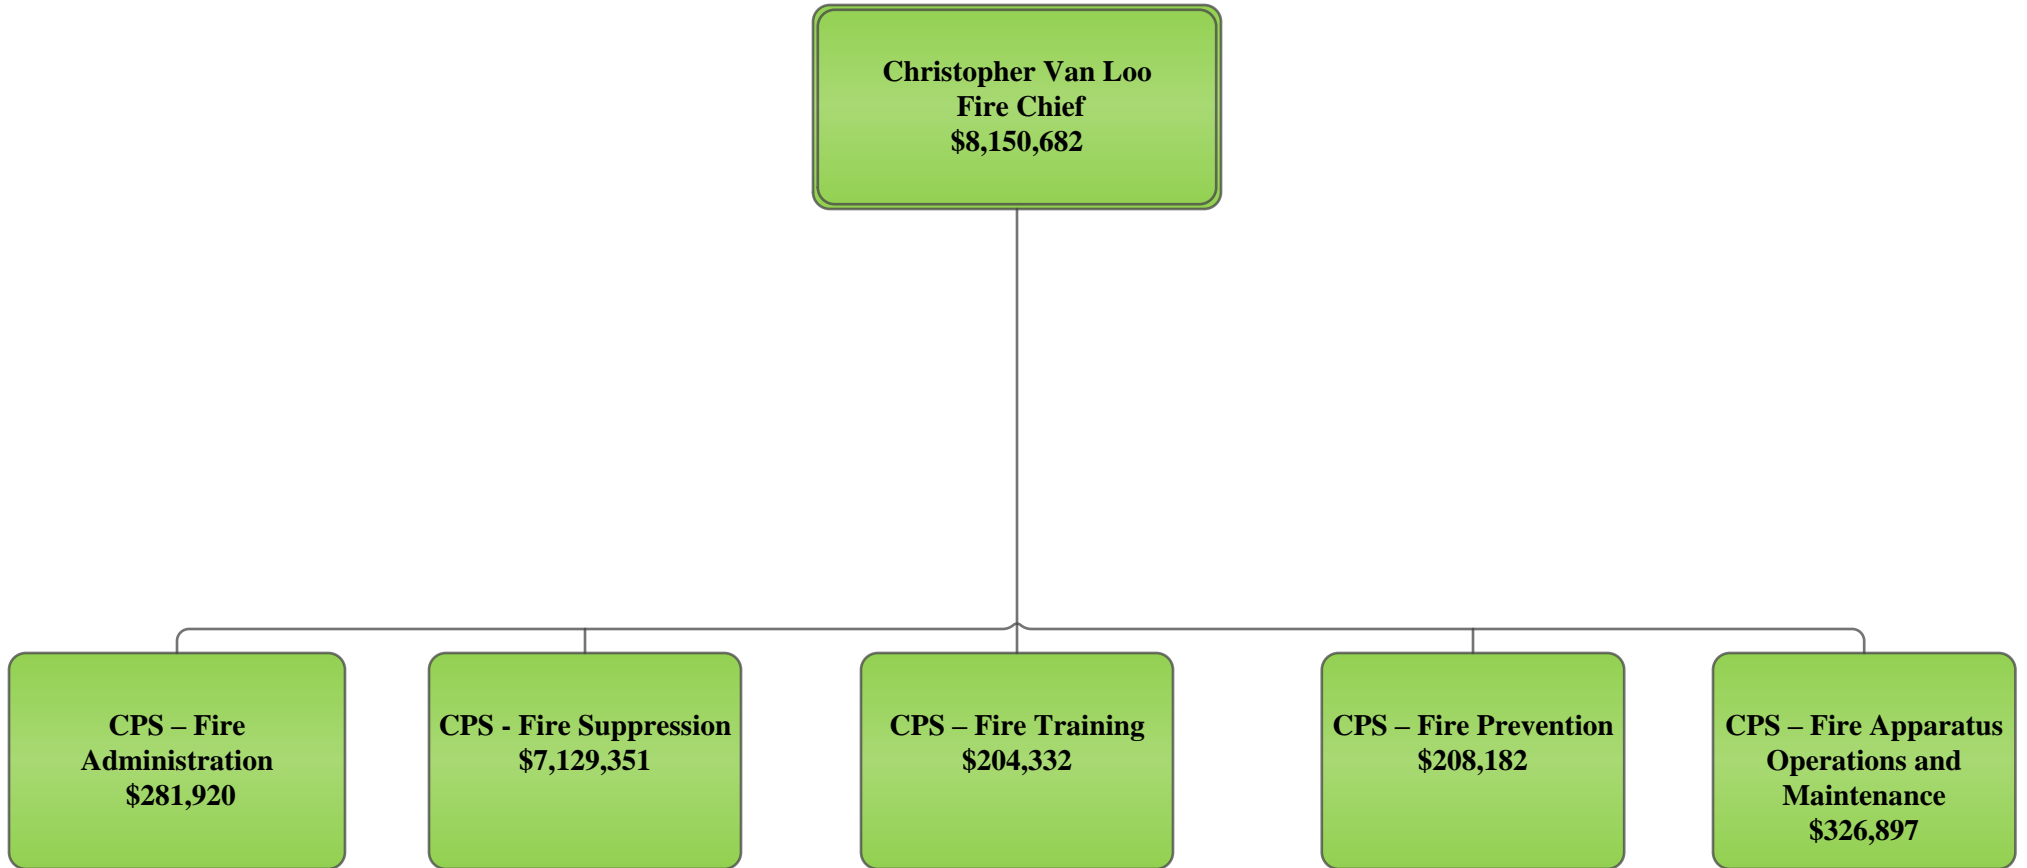 Christopher Van Loo
Fire Chief
$8,150,682
CPS – Fire
Administration
$281,920
CPS - Fire Suppression
$7,129,351
CPS – Fire Training
$204,332
CPS – Fire Prevention
$208,182
CPS – Fire Apparatus
Operations and
Maintenance
$326,897